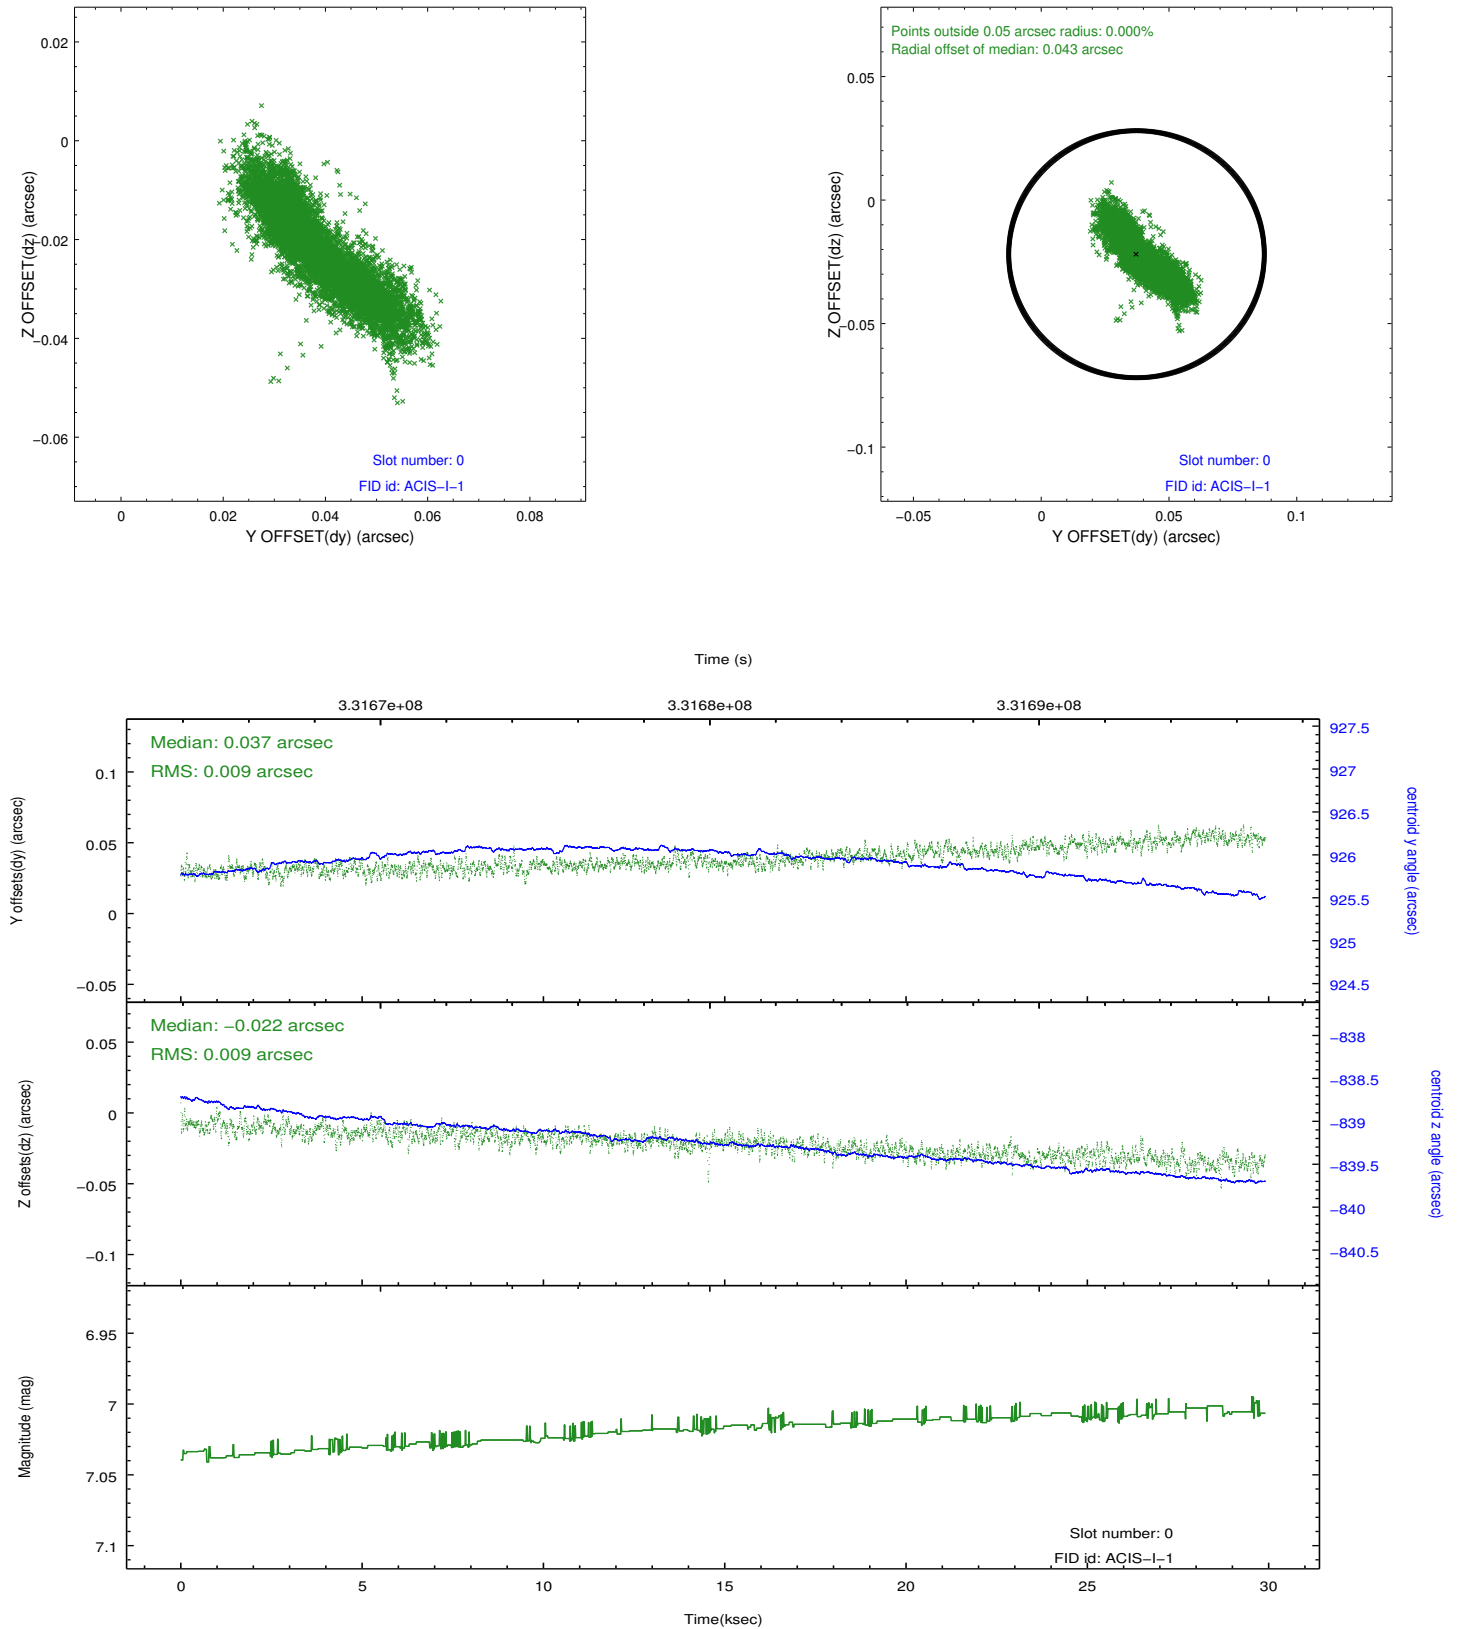 0.02
0
−0.02
−0.04
−0.06
Z OFFSET(dz) (arcsec)
Slot number: 0
FID id: ACIS−I−1
0
0.02
0.04
0.06
0.08
Y OFFSET(dy) (arcsec)
Points outside 0.05 arcsec radius: 0.000%
Radial offset of median: 0.043 arcsec
0.05
0
−0.05
−0.1
Z OFFSET(dz) (arcsec)
Slot number: 0
FID id: ACIS−I−1
−0.05
0
0.05
0.1
Y OFFSET(dy) (arcsec)
Time (s)
3.3167e+08
3.3168e+08
3.3169e+08
Median: 0.037 arcsec
RMS: 0.009 arcsec
0.1
0.05
0
−0.05
Y offsets(dy) (arcsec)
927.5
927
926.5
926
925.5
925
924.5
centroid y angle (arcsec)
Median: −0.022 arcsec
RMS: 0.009 arcsec
0.05
0
−0.05
−0.1
Z offsets(dz) (arcsec)
−838
−838.5
−839
−839.5
−840
−840.5
centroid z angle (arcsec)
6.95
7
7.05
7.1
Magnitude (mag)
Slot number: 0
FID id: ACIS−I−1
0
5
10
15
20
25
30
Time(ksec)